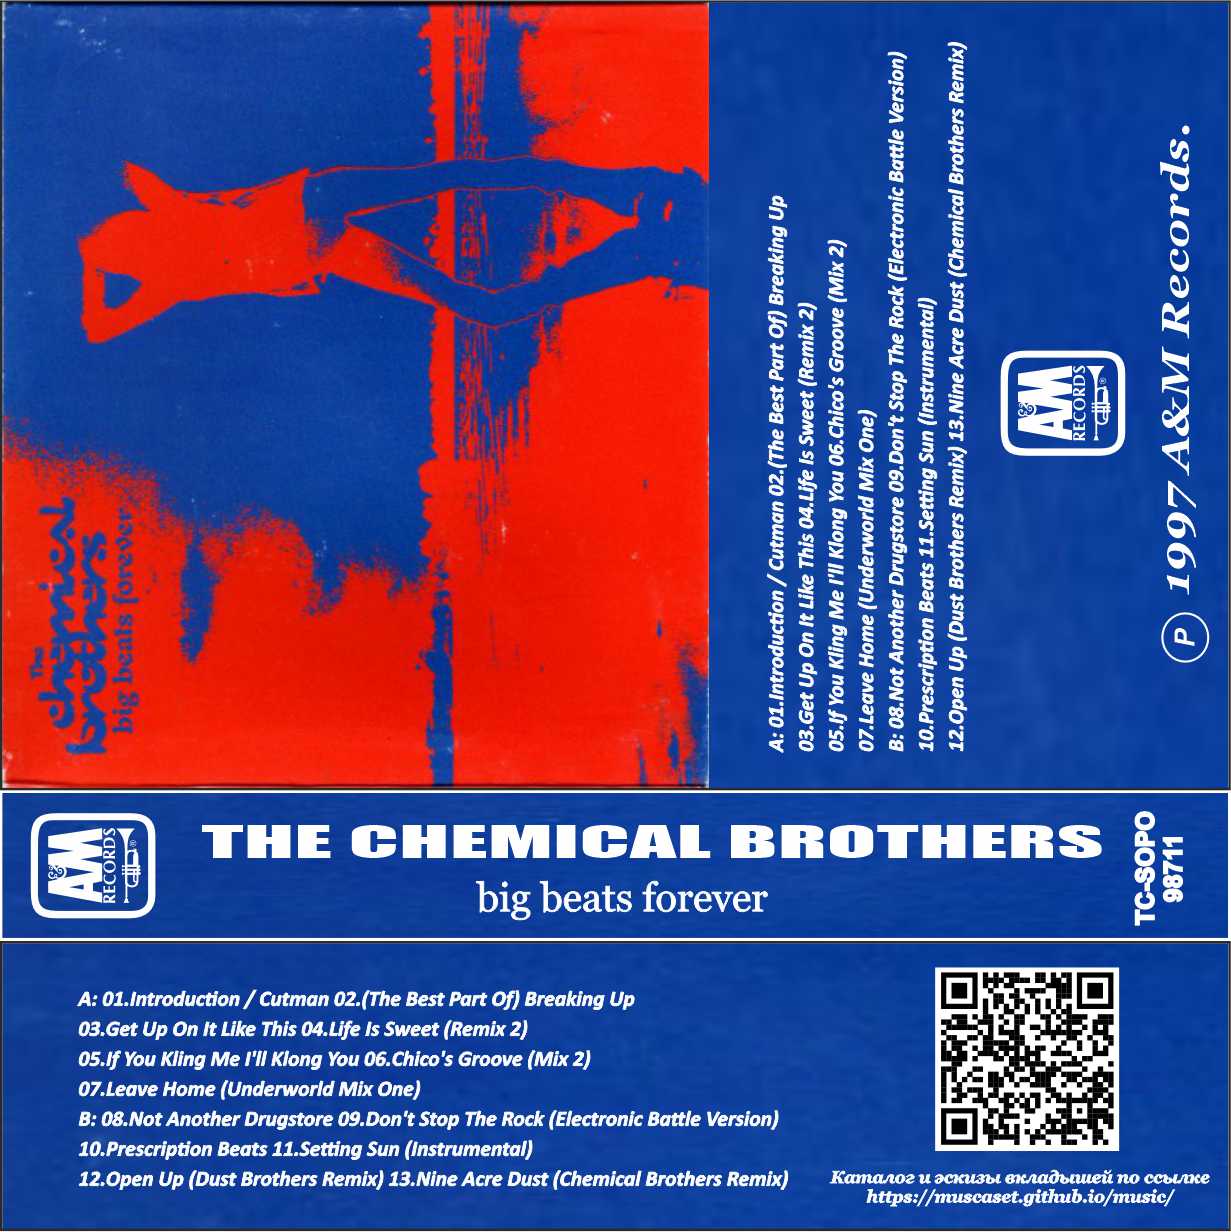 The
chemical
brothers
big beats forever
A: 01.Introduction / Cutman 02.(The Best Part Of) Breaking Up
03.Get Up On It Like This 04.Life Is Sweet (Remix 2)
05.If You Kling Me I'll Klong You 06.Chico's Groove (Mix 2)
07.Leave Home (Underworld Mix One)
B: 08.Not Another Drugstore 09.Don't Stop The Rock (Electronic Battle Version)
10.Prescription Beats 11.Setting Sun (Instrumental)
12.Open Up (Dust Brothers Remix) 13.Nine Acre Dust (Chemical Brothers Remix)
A&M
RECORDS
®
℗ 1997 A&M Records.
A&M
RECORDS
®
THE CHEMICAL BROTHERS
big beats forever
TC-SOPO
98711
A: 01.Introduction / Cutman 02.(The Best Part Of) Breaking Up
03.Get Up On It Like This 04.Life Is Sweet (Remix 2)
05.If You Kling Me I'll Klong You 06.Chico's Groove (Mix 2)
07.Leave Home (Underworld Mix One)
B: 08.Not Another Drugstore 09.Don't Stop The Rock (Electronic Battle Version)
10.Prescription Beats 11.Setting Sun (Instrumental)
12.Open Up (Dust Brothers Remix) 13.Nine Acre Dust (Chemical Brothers Remix)
Каталог и эскизы вкладышей по ссылке
https://muscaset.github.io/music/